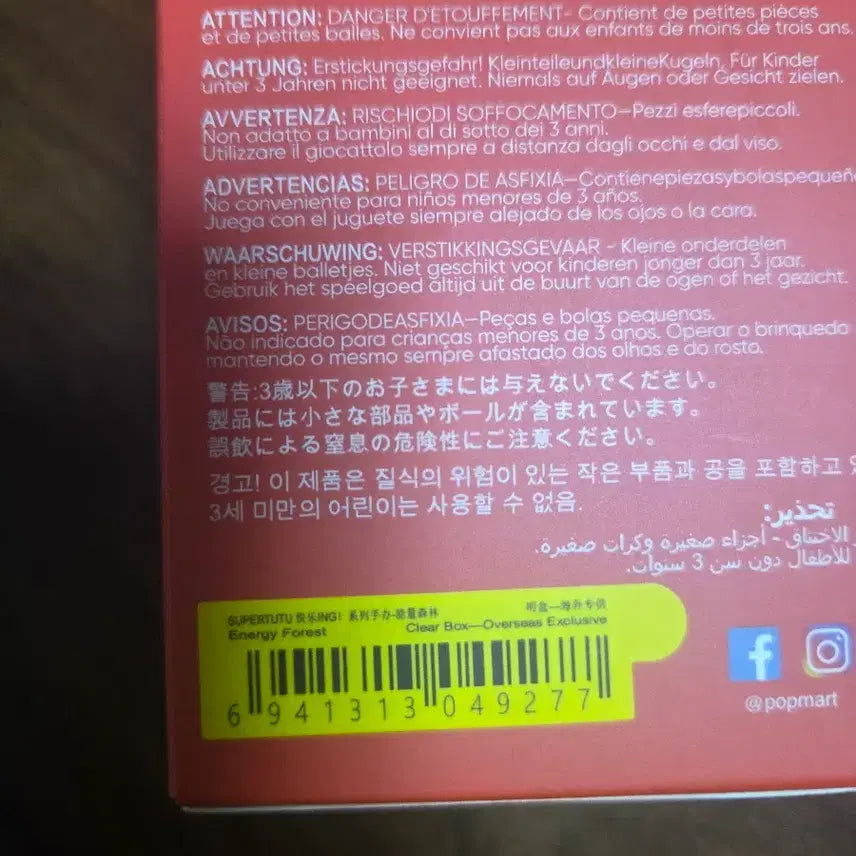 ATTENTION: DANGER D'ETOUFFEMENT- Contient de petites pièces
et de petites balles. Ne convient pas aux enfants de moins de trois ans.
ACHTUNG: Erstickungsgefahr! KleinteileundkleineKugeln, Für Kinder
unter 3 Jahren nicht geeignet. Niemals auf Augen oder Gesicht zielen.
AVVERTENZA: RISCHIODI SOFFOCAMENTO—Pezzi esferepiccoli.
Non adatto a bambini al di sotto dei 3 anni.
Utilizzare il giocattolo sempre a distanza dagli occhi e dal viso.
ADVERTENCIAS: PELIGRO DE ASFIXIA—Contienepiezasybolaspequeñ
No conveniente para niños menores de 3 años.
Juega con el juguete siempre alejado de los ojos o la cara.
WAARSCHUWING: VERSTIKKINGSGEVAAR - Kleine onderdelen
en kleine balletjes. Niet geschikt voor kinderen jonger dan 3 jaar.
Gebruik het speelgoed altijd uit de buurt van de ogen of het gezicht.
AVISOS: PERIGODEASFIXIA—Peças e bolas pequenas.
Não indicado para crianças menores de 3 anos. Operar o brinquedo
mantendo o mesmo sempre afastado dos olhos e do rosto.
警告:3歳以下のお子さまには与えないでください。
製品には小さな部品やボールが含まれています。
誤飲による窒息の危険性にご注意ください。
경고! 이 제품은 질식의 위험이 있는 작은 부품과 공을 포함하고
3세 미만의 어린이는 사용할 수 없음.
تحذير:
الاختناق - أجزاء صغيرة وكرات صغيرة.
للأطفال دون سن 3 سنوات.
SUPERTUTU 快乐ING! 系列手办-能量森林 明盒—海外专供
Energy Forest Clear Box—Overseas Exclusive
6 941313 049277
@popmart